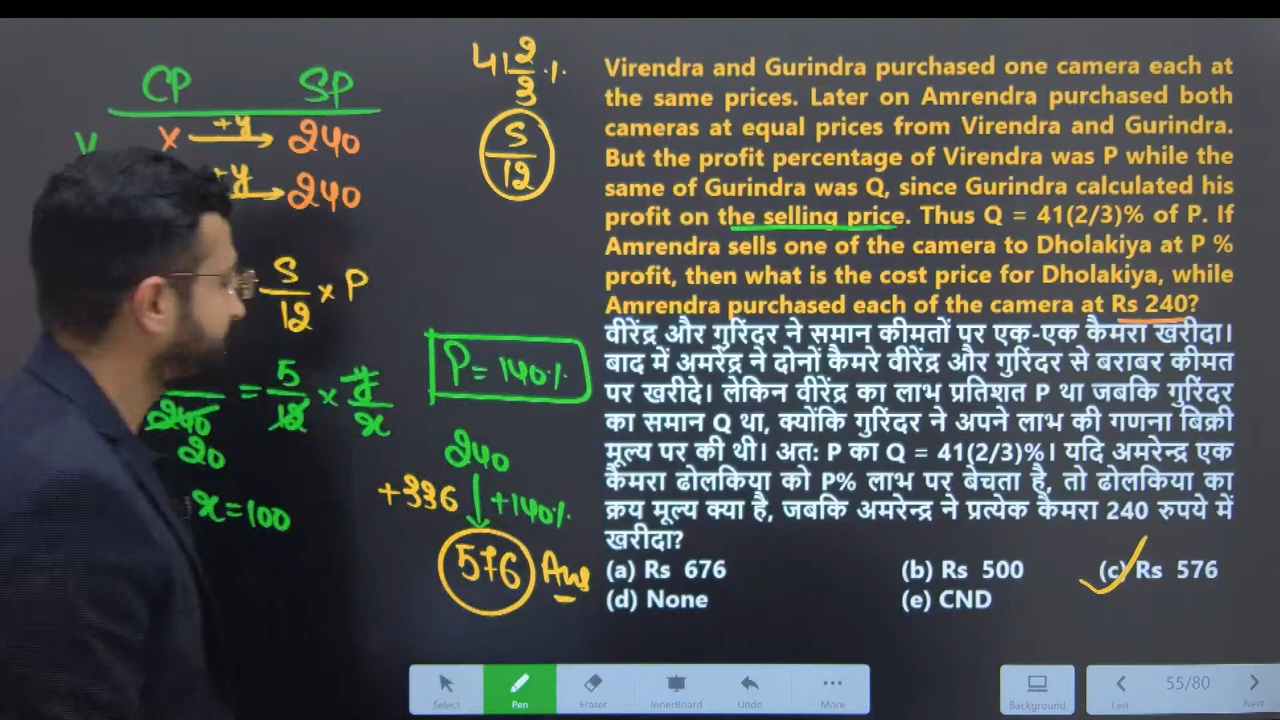 CP SP
V X +y 240
+y 240
5/12 × P
240 = 5/12 × y/x
20
x=100
41 2/3 %
5/12
P = 140%
240
+336 +140%
576 Ans
Virendra and Gurindra purchased one camera each at
the same prices. Later on Amrendra purchased both
cameras at equal prices from Virendra and Gurindra.
But the profit percentage of Virendra was P while the
same of Gurindra was Q, since Gurindra calculated his
profit on the selling price. Thus Q = 41(2/3)% of P. If
Amrendra sells one of the camera to Dholakiya at P %
profit, then what is the cost price for Dholakiya, while
Amrendra purchased each of the camera at Rs 240?
वीरेंद्र और गुरिंदर ने समान कीमतों पर एक-एक कैमरा खरीदा।
बाद में अमरेंद्र ने दोनों कैमरे वीरेंद्र और गुरिंदर से बराबर कीमत
पर खरीदे। लेकिन वीरेंद्र का लाभ प्रतिशत P था जबकि गुरिंदर
का समान Q था, क्योंकि गुरिंदर ने अपने लाभ की गणना बिक्री
मूल्य पर की थी। अत: P का Q = 41(2/3)%। यदि अमरेन्द्र एक
कैमरा ढोलकिया को P% लाभ पर बेचता है, तो ढोलकिया का
क्रय मूल्य क्या है, जबकि अमरेन्द्र ने प्रत्येक कैमरा 240 रुपये में
खरीदा?
(a) Rs 676 (b) Rs 500 (c) Rs 576
(d) None (e) CND
Select Pen Eraser InnerBoard Undo More Background Last 55/80 Next